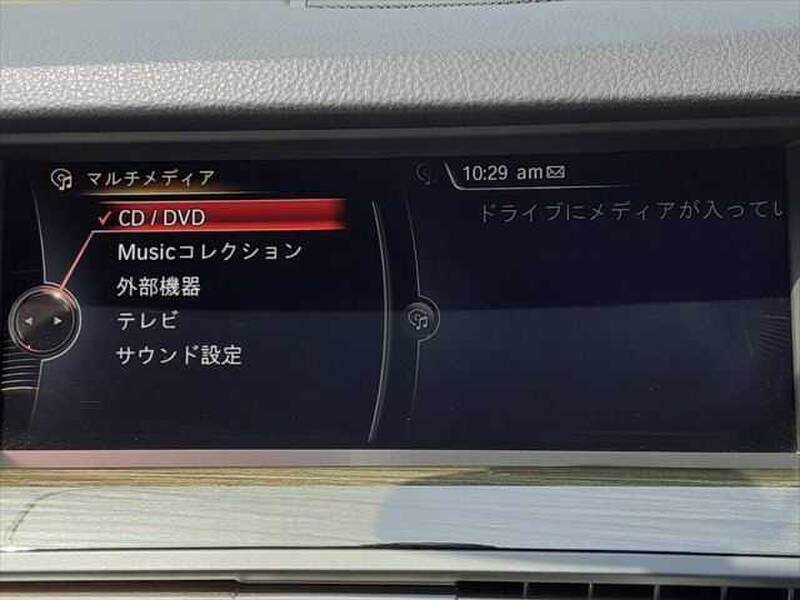 マルチメディア
10:29 am
CD / DVD
Musicコレクション
外部機器
テレビ
サウンド設定
ドライブにメディアが入ってい